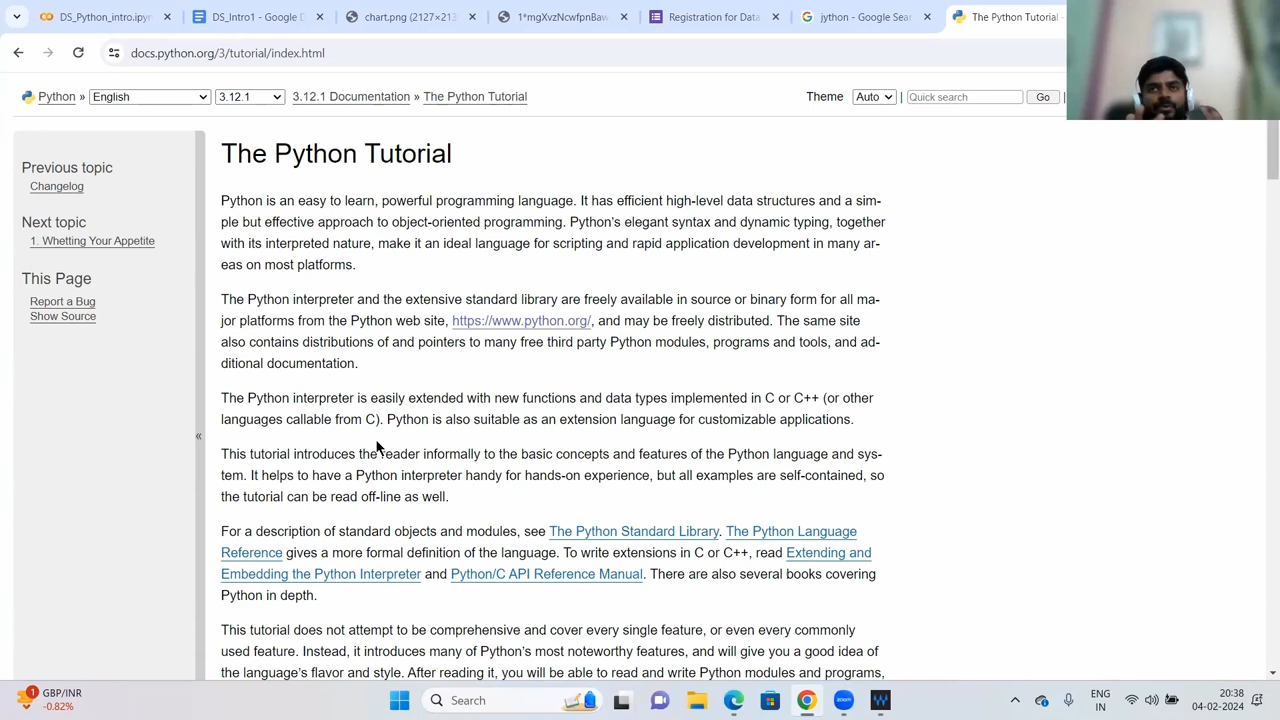 DS_Python_intro.ipyn
DS_Intro1 - Google D
chart.png (2127×213
1*mgXvzNcwfpnBaw
Registration for Data
jython - Google Sear
The Python Tutorial -
docs.python.org/3/tutorial/index.html
Python » English 3.12.1 3.12.1 Documentation » The Python Tutorial Theme Auto | Quick search Go |
Previous topic
Changelog
Next topic
1. Whetting Your Appetite
This Page
Report a Bug
Show Source
«
The Python Tutorial
Python is an easy to learn, powerful programming language. It has efficient high-level data structures and a sim-
ple but effective approach to object-oriented programming. Python's elegant syntax and dynamic typing, together
with its interpreted nature, make it an ideal language for scripting and rapid application development in many ar-
eas on most platforms.
The Python interpreter and the extensive standard library are freely available in source or binary form for all ma-
jor platforms from the Python web site, https://www.python.org/, and may be freely distributed. The same site
also contains distributions of and pointers to many free third party Python modules, programs and tools, and ad-
ditional documentation.
The Python interpreter is easily extended with new functions and data types implemented in C or C++ (or other
languages callable from C). Python is also suitable as an extension language for customizable applications.
This tutorial introduces the reader informally to the basic concepts and features of the Python language and sys-
tem. It helps to have a Python interpreter handy for hands-on experience, but all examples are self-contained, so
the tutorial can be read off-line as well.
For a description of standard objects and modules, see The Python Standard Library. The Python Language
Reference gives a more formal definition of the language. To write extensions in C or C++, read Extending and
Embedding the Python Interpreter and Python/C API Reference Manual. There are also several books covering
Python in depth.
This tutorial does not attempt to be comprehensive and cover every single feature, or even every commonly
used feature. Instead, it introduces many of Python's most noteworthy features, and will give you a good idea of
the language's flavor and style. After reading it, you will be able to read and write Python modules and programs,
1
GBP/INR
-0.82%
Search
zoom
ENG
IN
20:38
04-02-2024